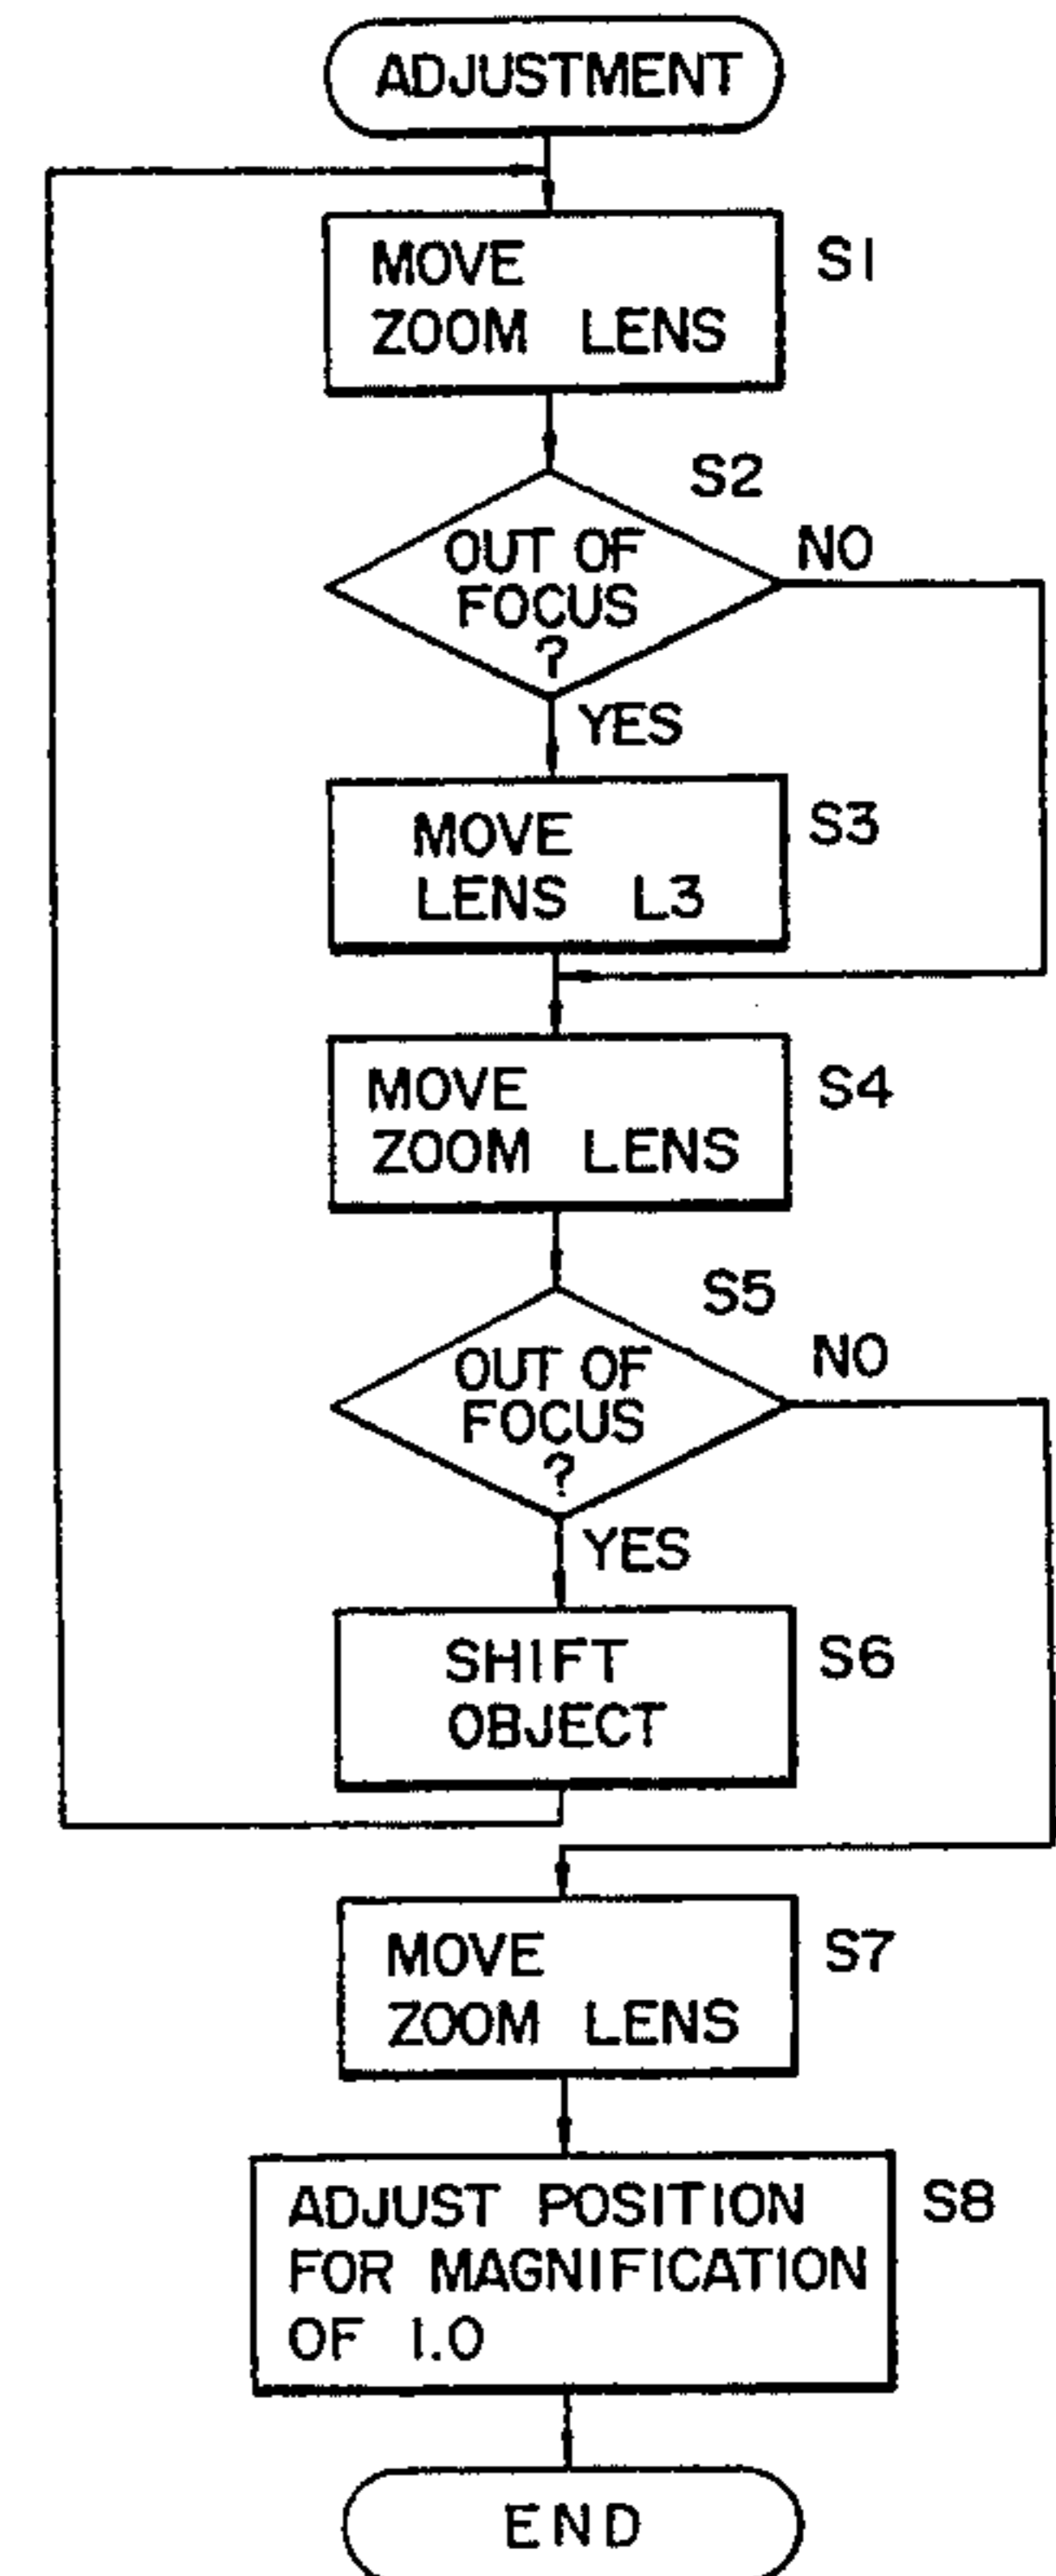 ADJUSTMENT
MOVE
ZOOM LENS
S1
S2
OUT OF
FOCUS
?
NO
YES
MOVE
LENS L3
S3
MOVE
ZOOM LENS
S4
S5
OUT OF
FOCUS
?
NO
YES
SHIFT
OBJECT
S6
MOVE
ZOOM LENS
S7
ADJUST POSITION
FOR MAGNIFICATION
OF 1.0
S8
END